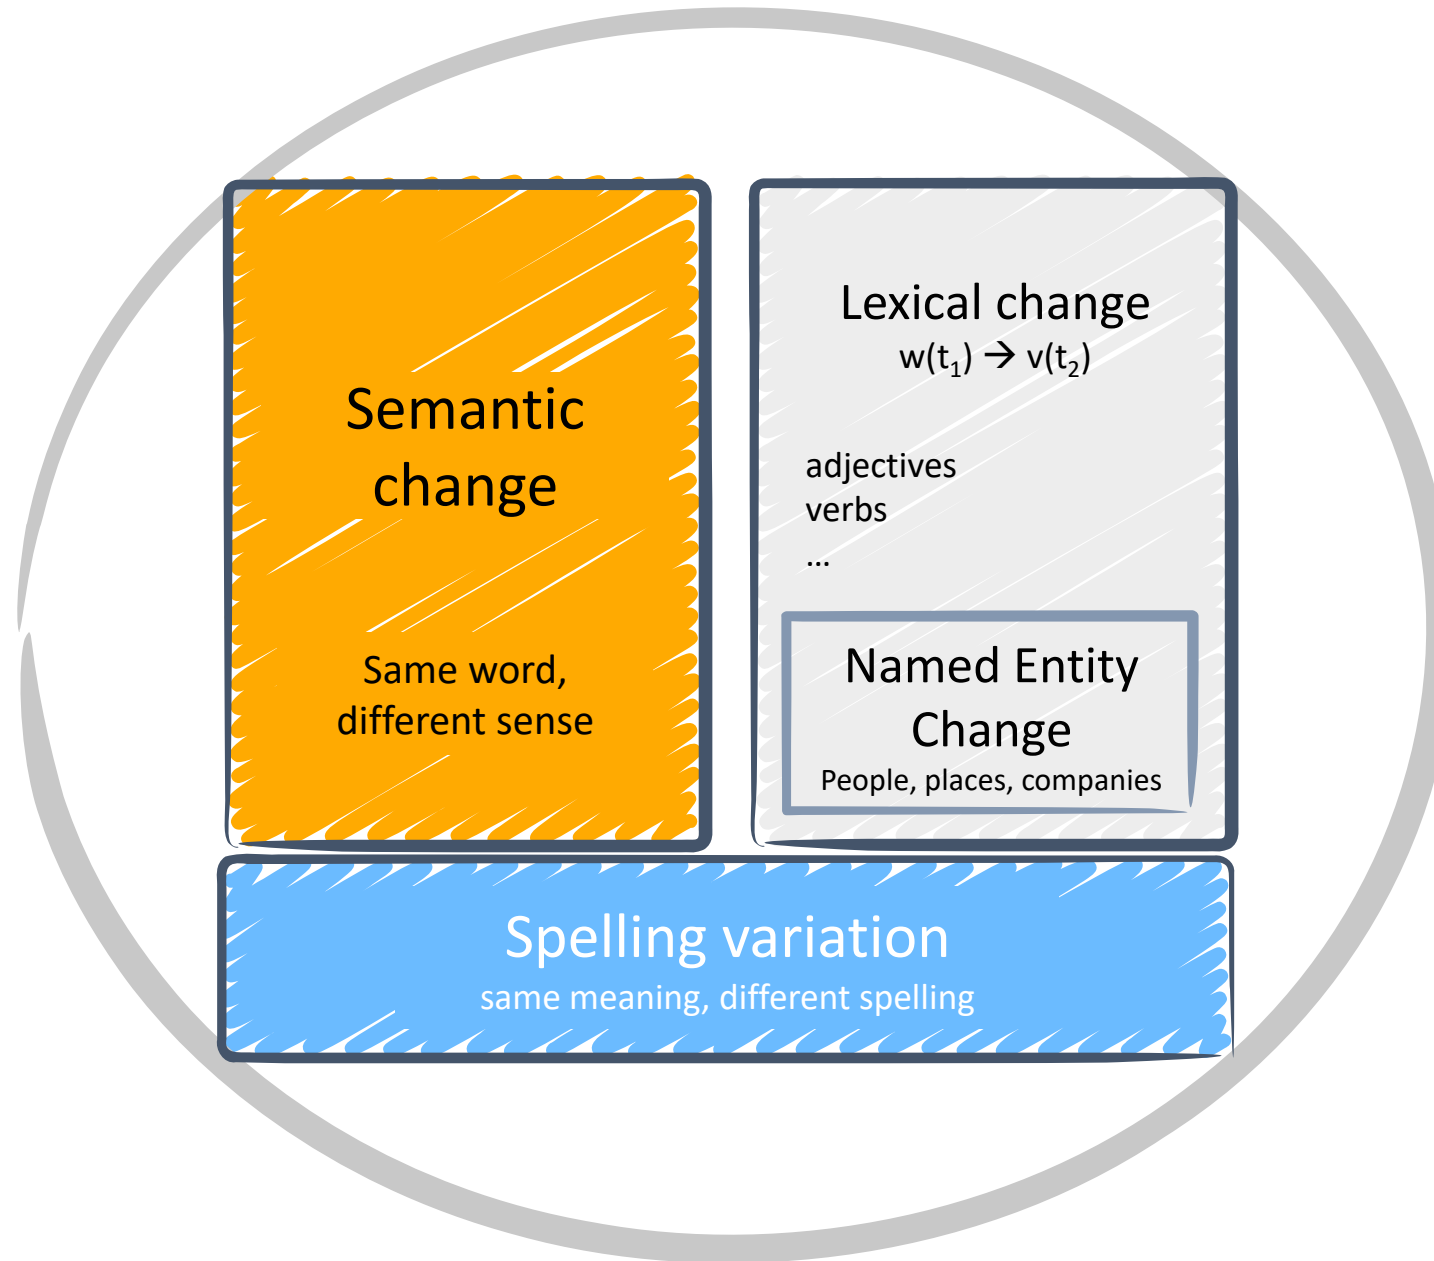 Semantic
change
Same word,
different sense
Lexical change
w(t₁) → v(t₂)
adjectives
verbs
...
Named Entity
Change
People, places, companies
Spelling variation
same meaning, different spelling